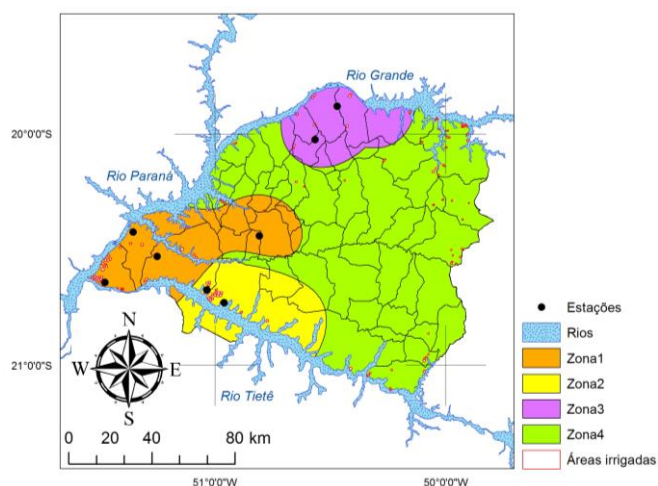 Rio Grande
20°0'0"S
Rio Paraná
N
W
E
S
21°0'0"S
Rio Tietê
0 20 40 80 km
51°0'0"W
50°0'0"W
Estações
Rios
Zona1
Zona2
Zona3
Zona4
Áreas irrigadas